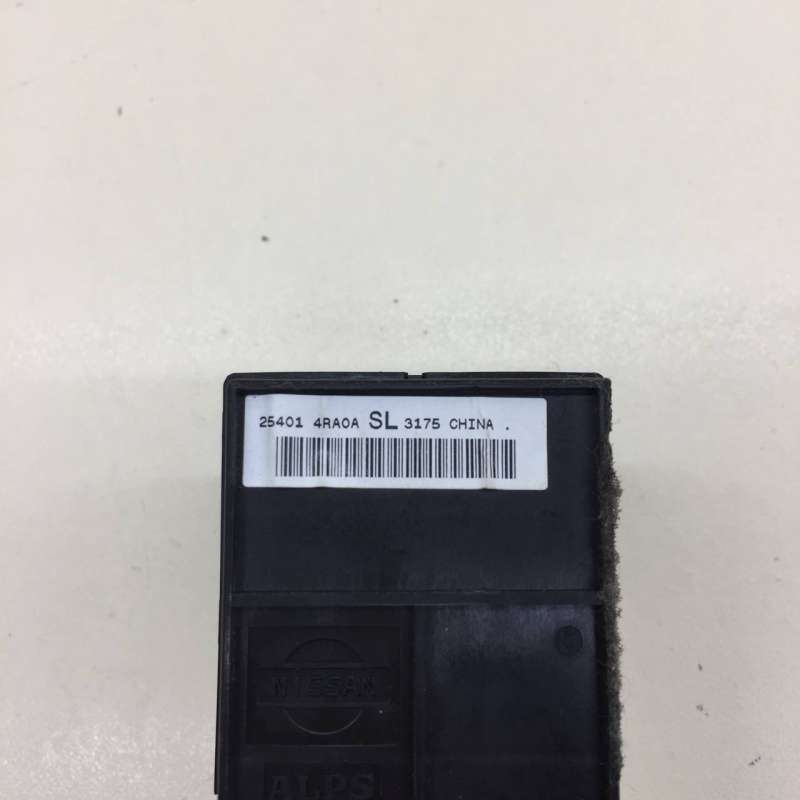 25401 4RA0A SL 3175 CHINA .
NISSAN
ALPS